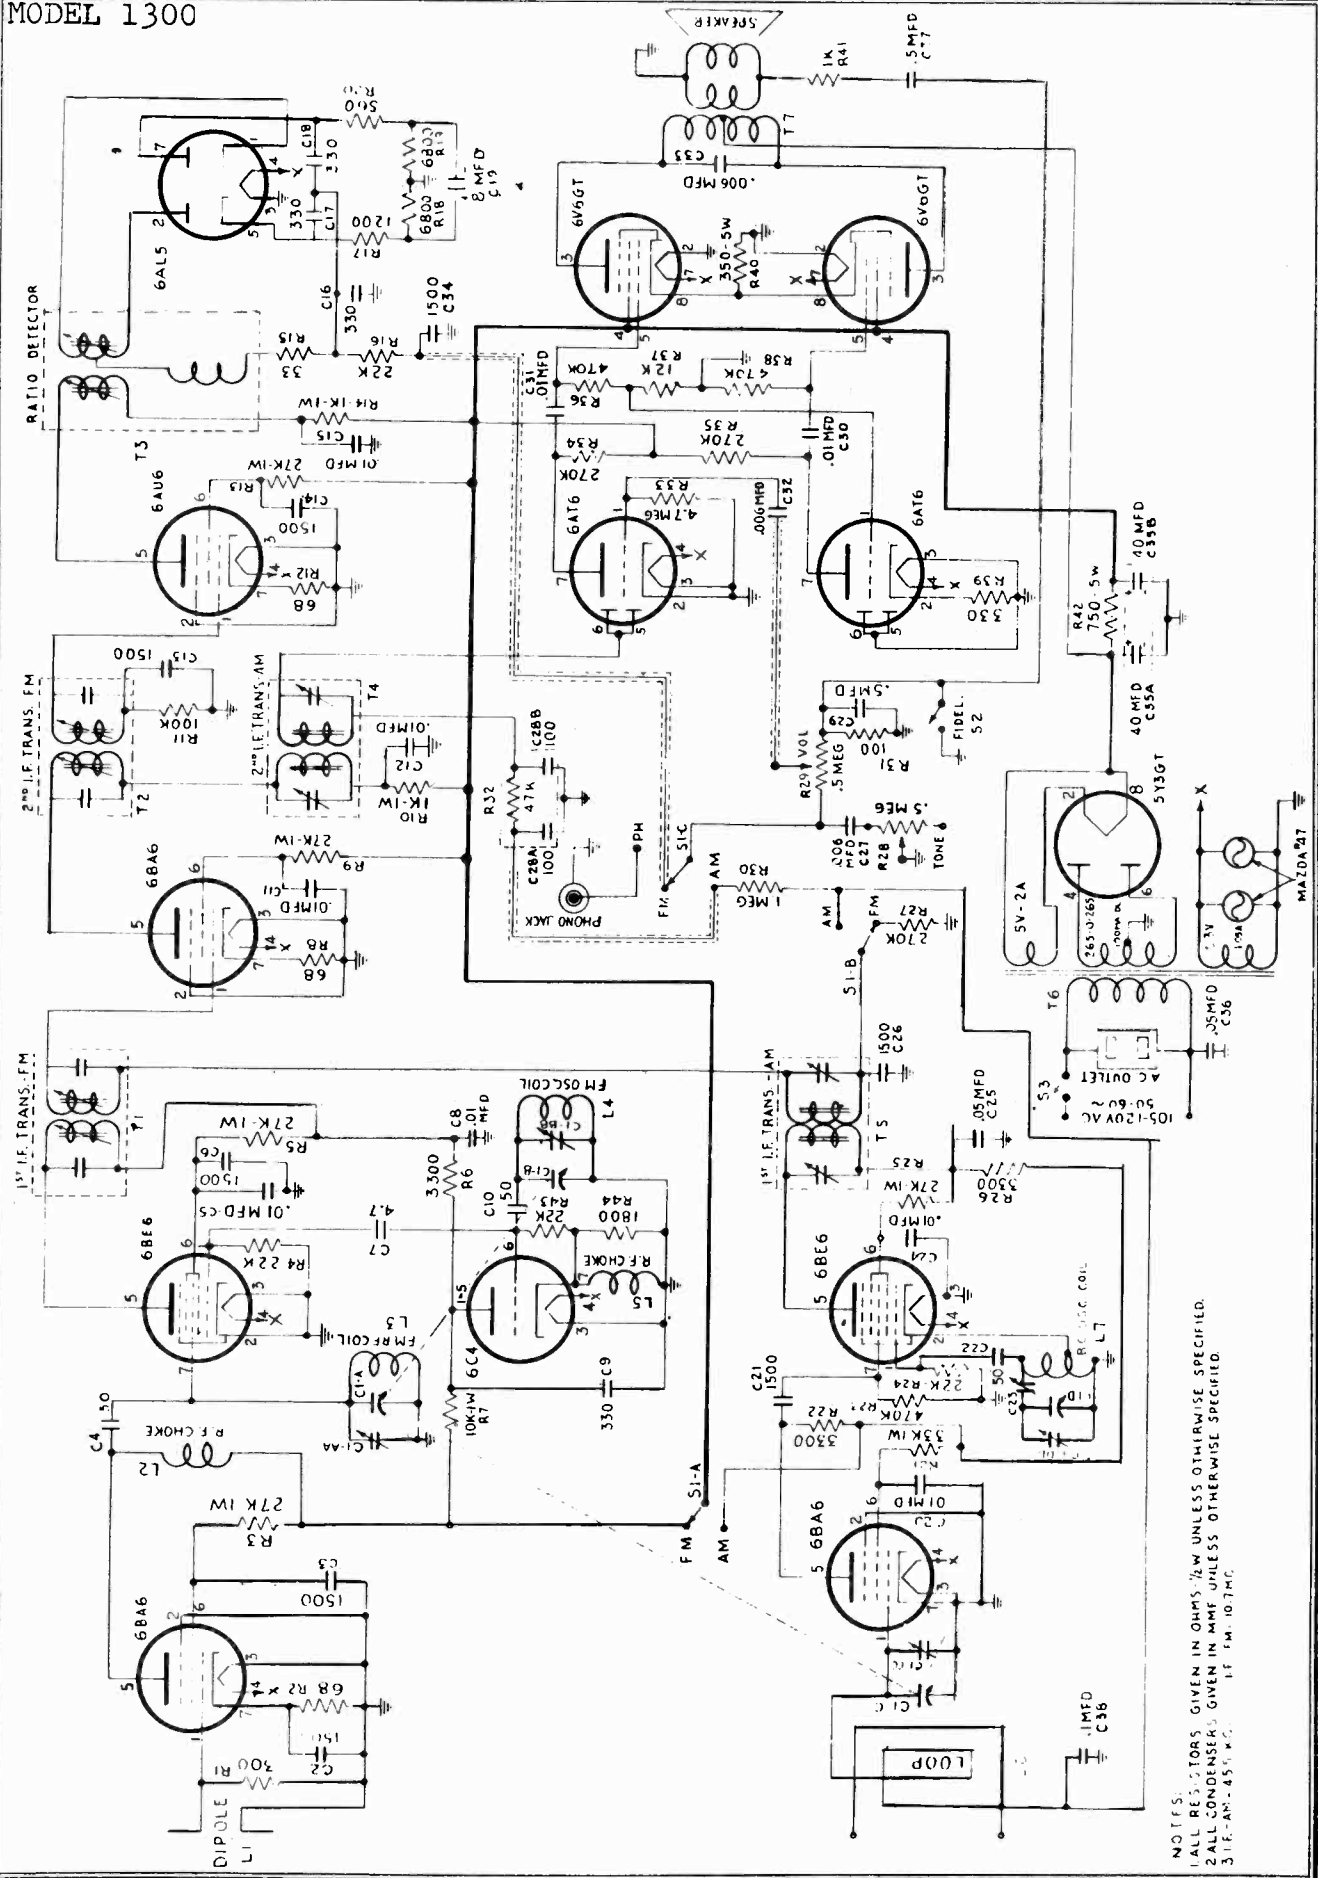 MODEL 1300
SPEAKER
1K
R41
.5 MFD
C37
T7
C33
.006 MFD
6V6GT
6V6GT
350-5W
R40
RATIO DETECTOR
6AL5
C18
330
330
C17
560
6800
6800
R18
8 MFD
C19
1200
R17
C16
330
R15
33
R16
22K
1500
C34
R14-1K-1W
C15
.01MFD
T3
6AU6
R13
27K-1W
C14
1500
R12
68
C31
.01MFD
470K
R36
R37
12K
R38
470K
R34
270K
R35
270K
.01MFD
C30
6AT6
R33
4.7MEG
.006MFD
C32
6AT6
R39
330
R42
750-5W
40 MFD
C35B
40 MFD
C35A
2ND I.F. TRANS. FM
T2
C13
1500
R11
100K
2ND I.F. TRANS-AM
T4
.01MFD
C12
R10
1K-1W
R32
47K
C28B
100
C28A
100
PHONO JACK
PH
FM
S1-C
AM
R29
VOL
.5 MEG
.5MFD
C29
100
R31
FIDEL.
S2
C27
R28
.5 MEG
TONE
R30
1 MEG
AM
FM
S1-B
R27
270K
5Y3GT
5V-2A
265-0-265
MAZDA #47
T6
.05MFD
C36
AC OUTLET
S3
105-120V AC
50-60 ~
6BA6
27K-1W
R9
C11
.01MFD
R8
68
1ST I.F. TRANS.-FM
T1
27K-1W
R5
C6
1500
.01 MFD-C5
6BE6
R4 22K
4.7
C7
3300
R6
C8
.01
MFD
FM OSC COIL
L4
C1-B
C10
50
R43
22K
R44
1800
R.F. CHOKE
L5
6C4
330
C9
10K-1W
R7
L3
FM RF COIL
C1-A
C1-AA
C4
50
R.F. CHOKE
L2
27K 1W
R3
C3
1500
6BA6
R2 68
C2
R1
300
DIPOLE
L1
S1-A
FM
AM
1ST I.F. TRANS.-AM
T5
1500
C26
.05MFD
C25
R25
27K-1W
R26
3300
6BE6
.01MFD
C24
C21
1500
R22
3300
R24
22K
470K
C22
50
C23
L7
33K 1W
6BA6
C1-C
LOOP
.1MFD
C38
NOTES:
1 ALL RESISTORS GIVEN IN OHMS-1/2W UNLESS OTHERWISE SPECIFIED.
2 ALL CONDENSERS GIVEN IN MMF UNLESS OTHERWISE SPECIFIED.
3 I.F.-AM-455 KC. I.F. FM-10.7MC.